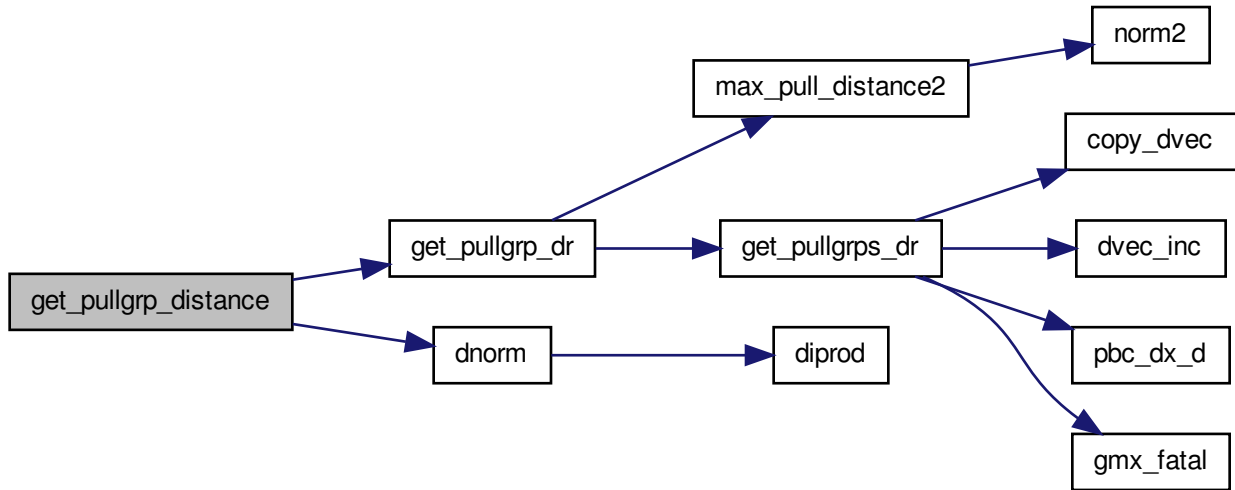 norm2
max_pull_distance2
copy_dvec
get_pullgrp_dr
get_pullgrps_dr
dvec_inc
get_pullgrp_distance
dnorm
diprod
pbc_dx_d
gmx_fatal